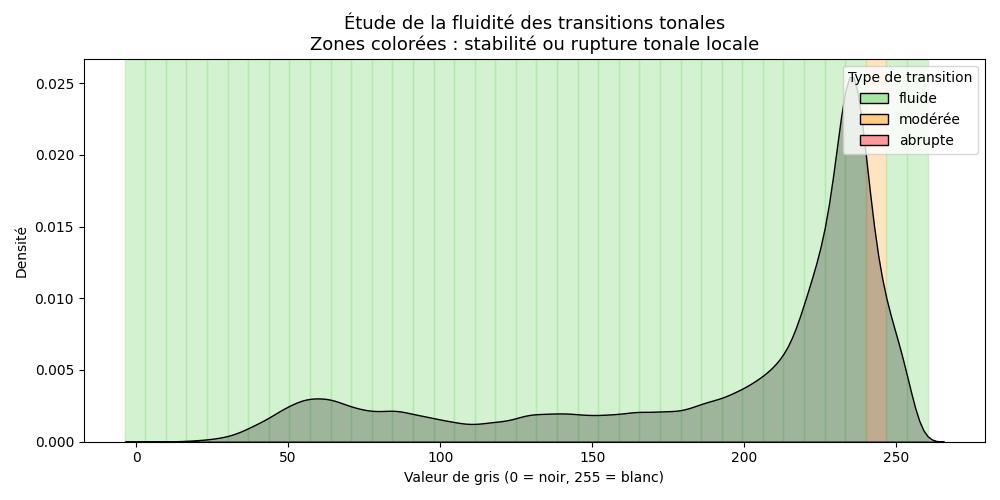 Étude de la fluidité des transitions tonales
Zones colorées : stabilité ou rupture tonale locale
Type de transition
fluide
modérée
abrupte
Densité
0.025
0.020
0.015
0.010
0.005
0.000
0 50 100 150 200 250
Valeur de gris (0 = noir, 255 = blanc)